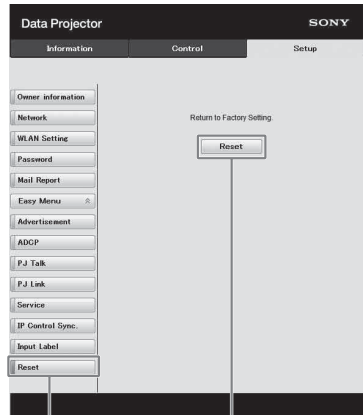 Data Projector
SONY
Information
Control
Setup
Owner information
Network
WLAN Setting
Password
Mail Report
Easy Menu
Advertisement
ADCP
PJ Talk
PJ Link
Service
IP Control Sync.
Input Label
Reset
Return to Factory Setting.
Reset